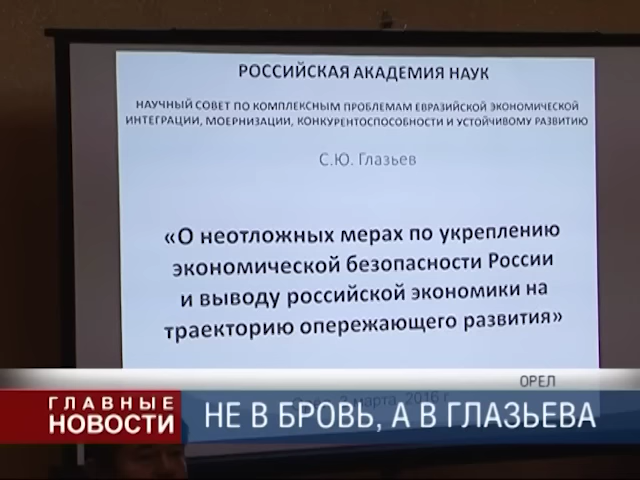 РОССИЙСКАЯ АКАДЕМИЯ НАУК
НАУЧНЫЙ СОВЕТ ПО КОМПЛЕКСНЫМ ПРОБЛЕМАМ ЕВРАЗИЙСКОЙ ЭКОНОМИЧЕСКОЙ
ИНТЕГРАЦИИ, МОЕРНИЗАЦИИ, КОНКУРЕНТОСПОСОБНОСТИ И УСТОЙЧИВОМУ РАЗВИТИЮ
С.Ю. Глазьев
«О неотложных мерах по укреплению
экономической безопасности России
и выводу российской экономики на
траекторию опережающего развития»
марта, 2016 г.
ОРЕЛ
ГЛАВНЫЕ
НОВОСТИ
НЕ В БРОВЬ, А В ГЛАЗЬЕВА